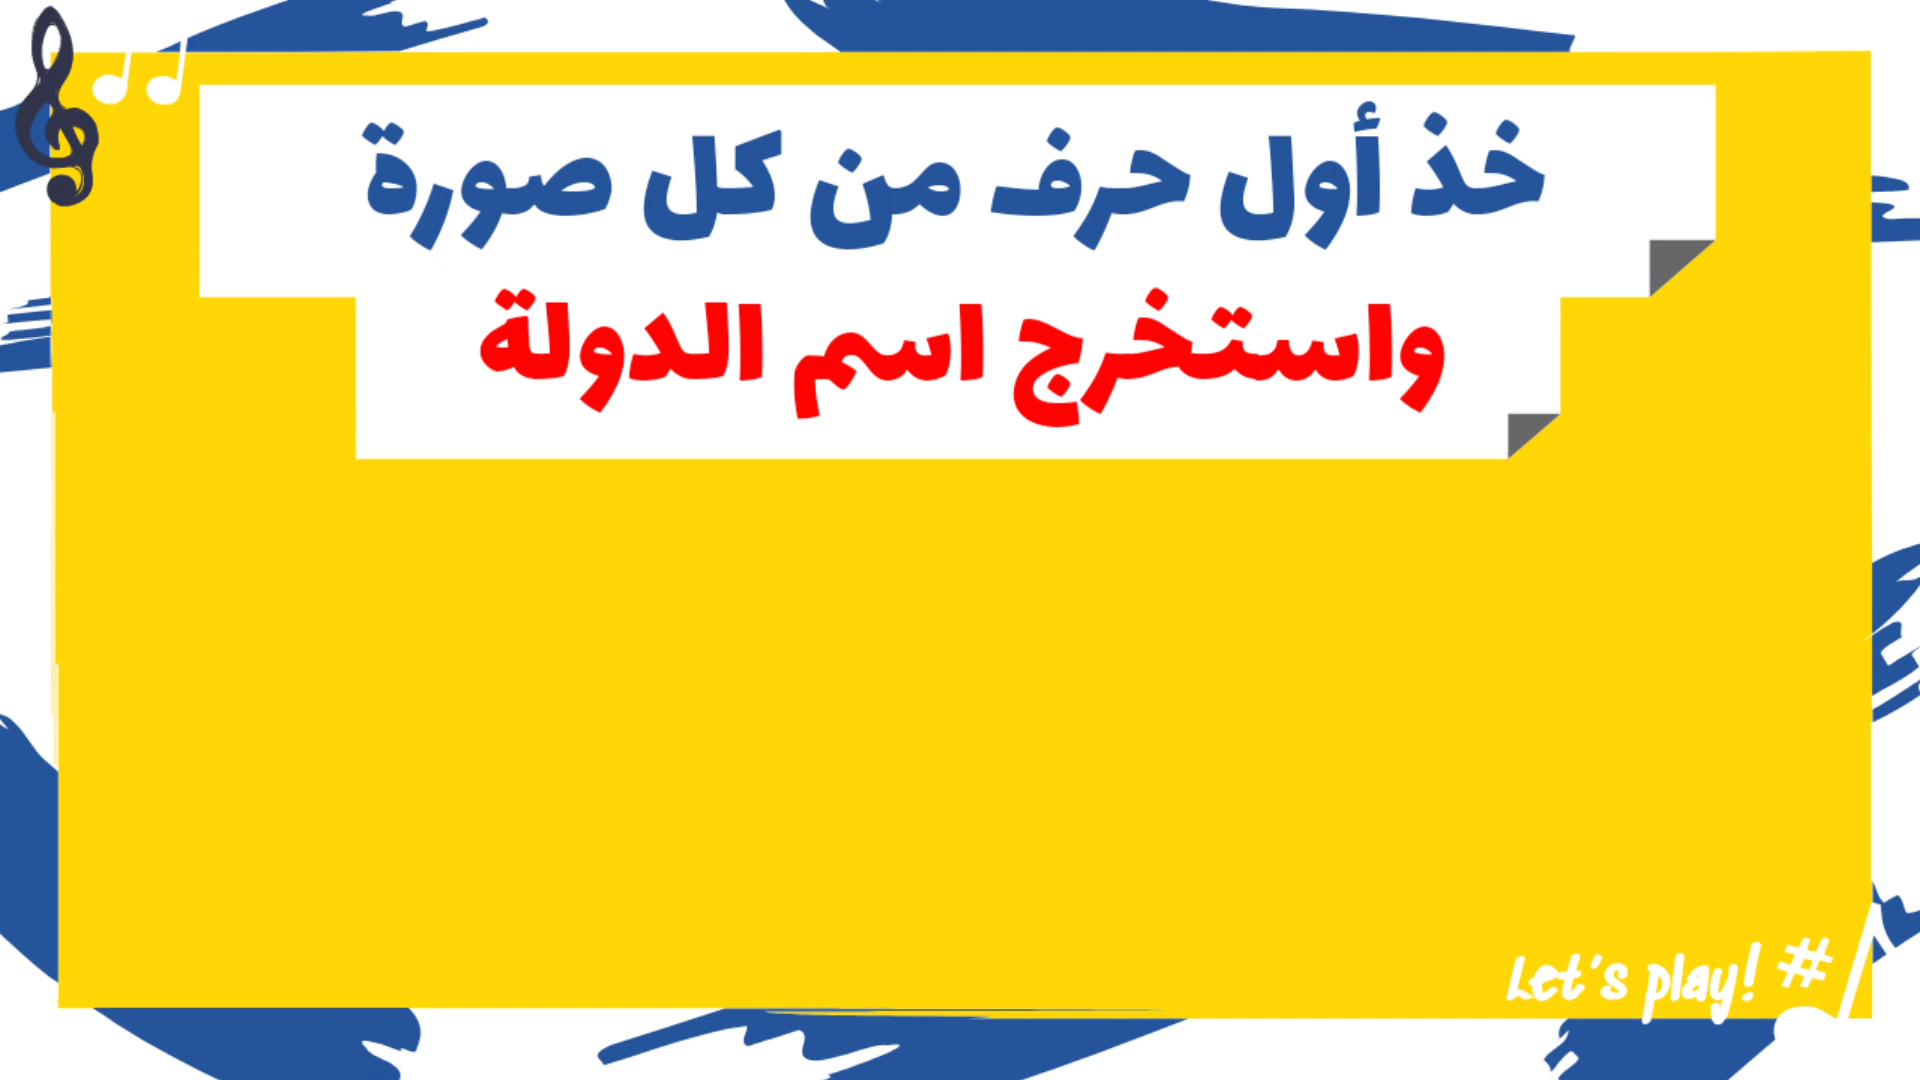 خذ أول حرف من كل صورة
واستخرج اسم الدولة
Let's play! #